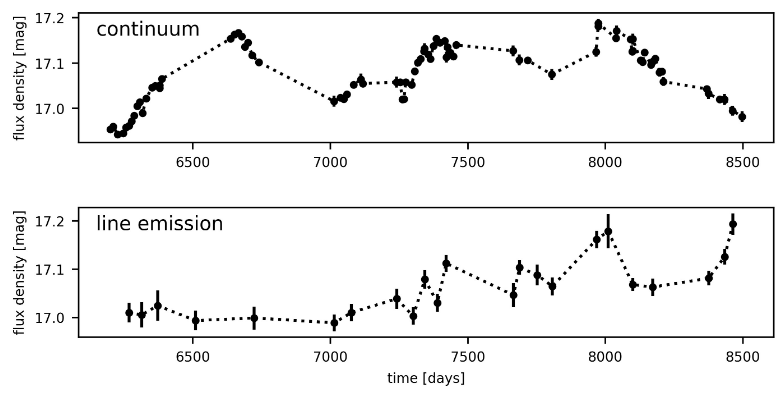 continuum
flux density [mag]
17.2
17.1
17.0
6500 7000 7500 8000 8500
line emission
flux density [mag]
17.2
17.1
17.0
6500 7000 7500 8000 8500
time [days]